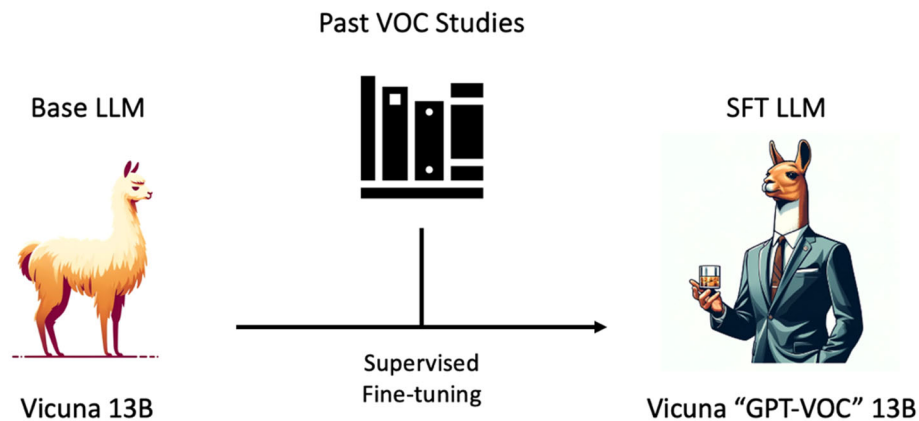 Past VOC Studies
Base LLM
SFT LLM
Supervised
Fine-tuning
Vicuna 13B
Vicuna “GPT-VOC” 13B